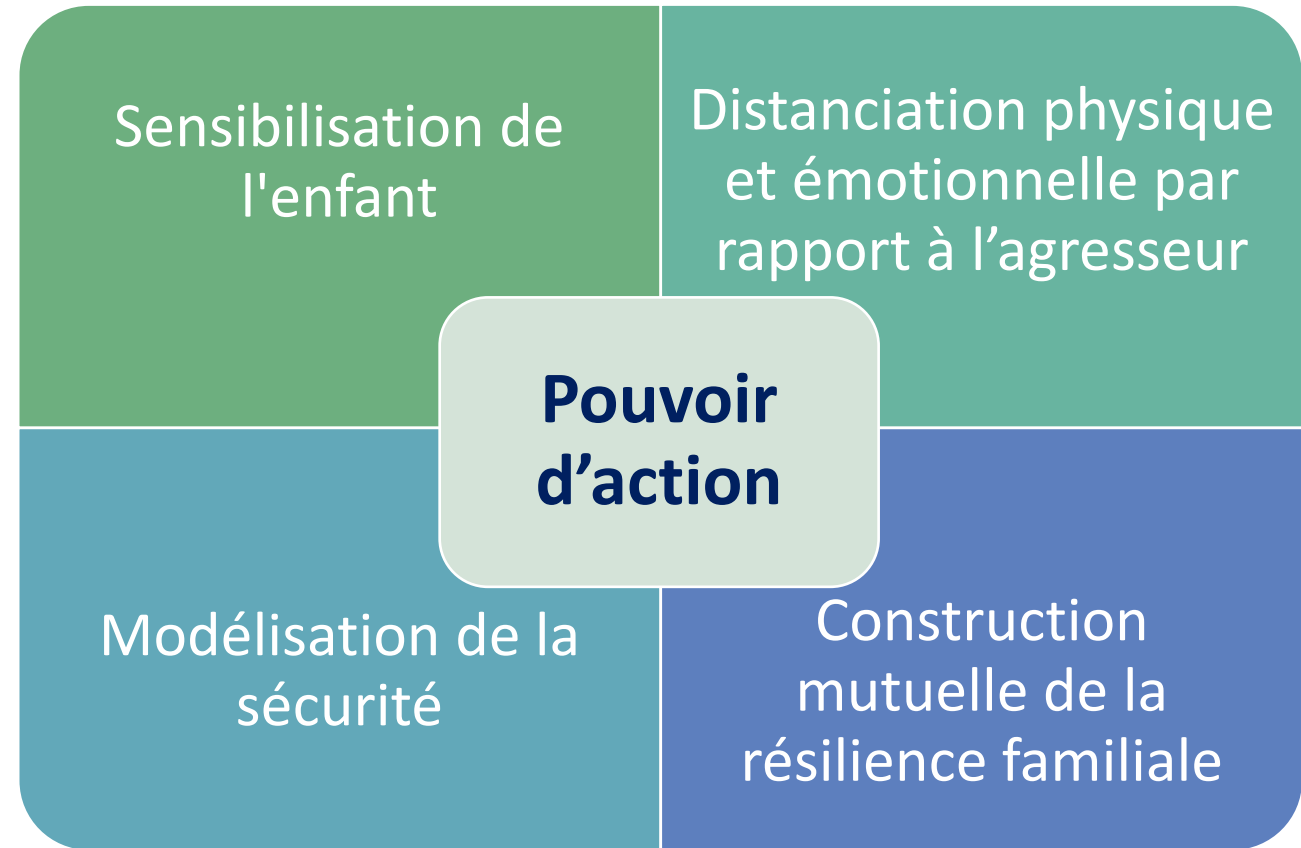 Sensibilisation de
l'enfant
Distanciation physique
et émotionnelle par
rapport à l’agresseur
Pouvoir
d’action
Modélisation de la
sécurité
Construction
mutuelle de la
résilience familiale